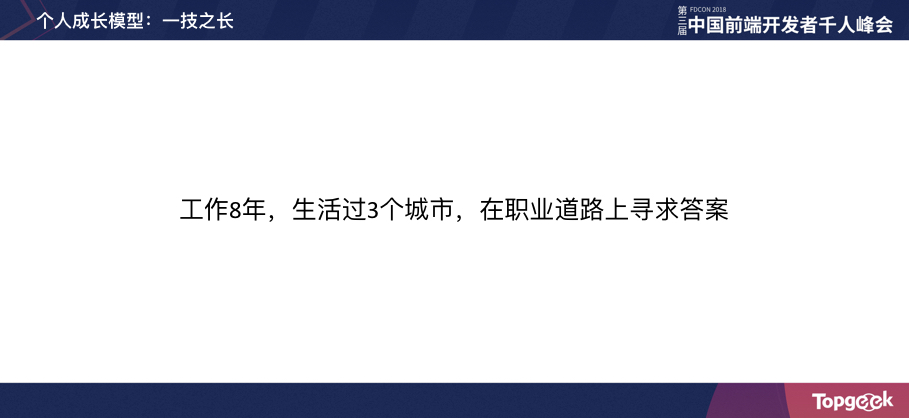 个人成长模型：一技之长
第三届
FDCON 2018
中国前端开发者千人峰会
工作8年，生活过3个城市，在职业道路上寻求答案
Topgeek